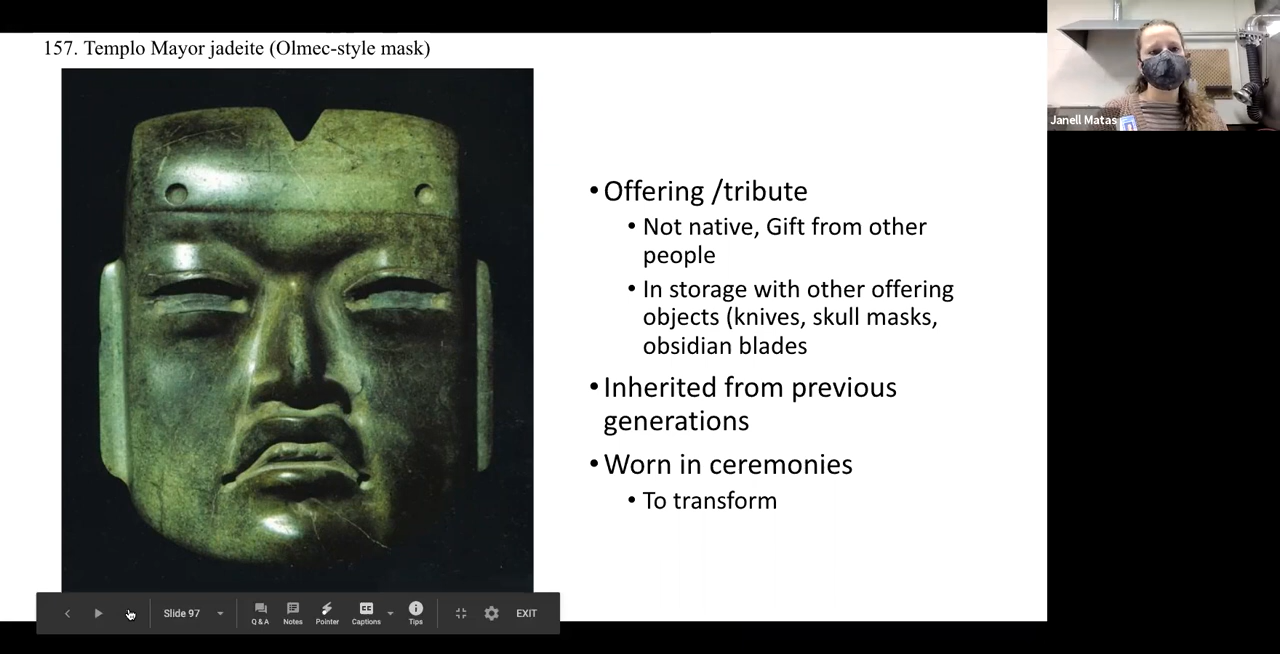 157. Templo Mayor jadeite (Olmec-style mask)
Janell Matas
• Offering /tribute
• Not native, Gift from other
people
• In storage with other offering
objects (knives, skull masks,
obsidian blades
• Inherited from previous
generations
• Worn in ceremonies
• To transform
Slide 97
Q & A
Notes
Pointer
CC
Captions
Tips
EXIT